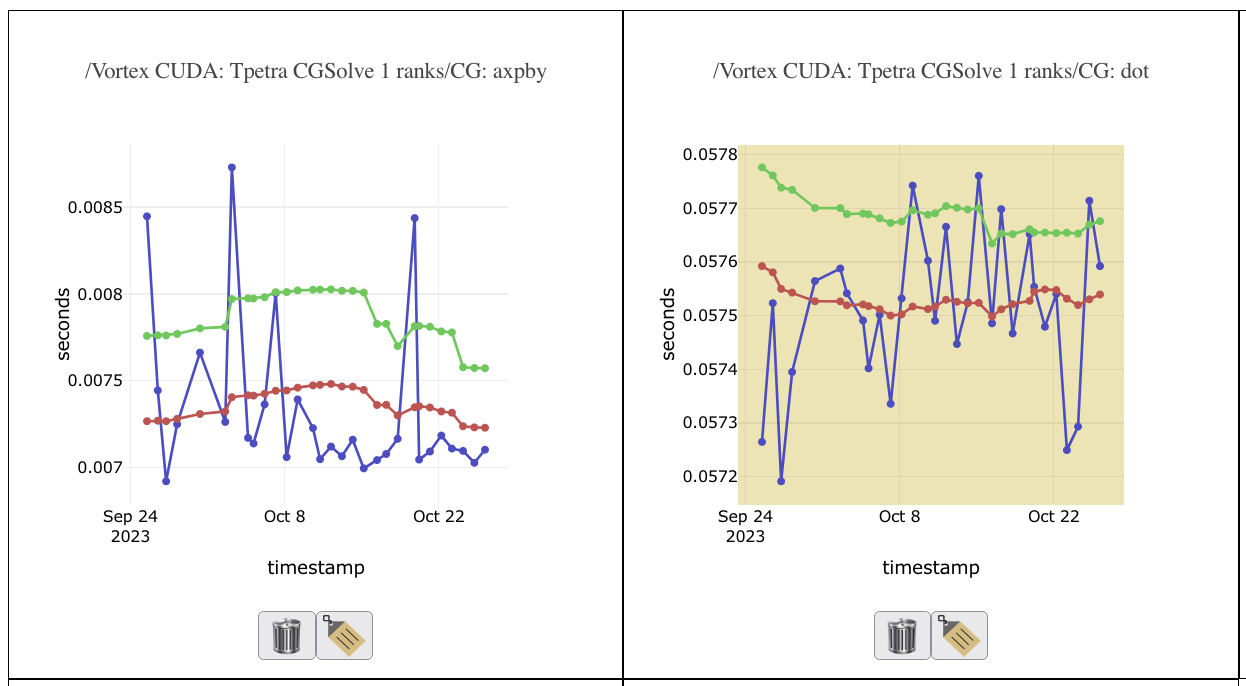 /Vortex CUDA: Tpetra CGSolve 1 ranks/CG: axpby
seconds
0.0085
0.008
0.0075
0.007
Sep 24
2023
Oct 8
Oct 22
timestamp
/Vortex CUDA: Tpetra CGSolve 1 ranks/CG: dot
seconds
0.0578
0.0577
0.0576
0.0575
0.0574
0.0573
0.0572
Sep 24
2023
Oct 8
Oct 22
timestamp